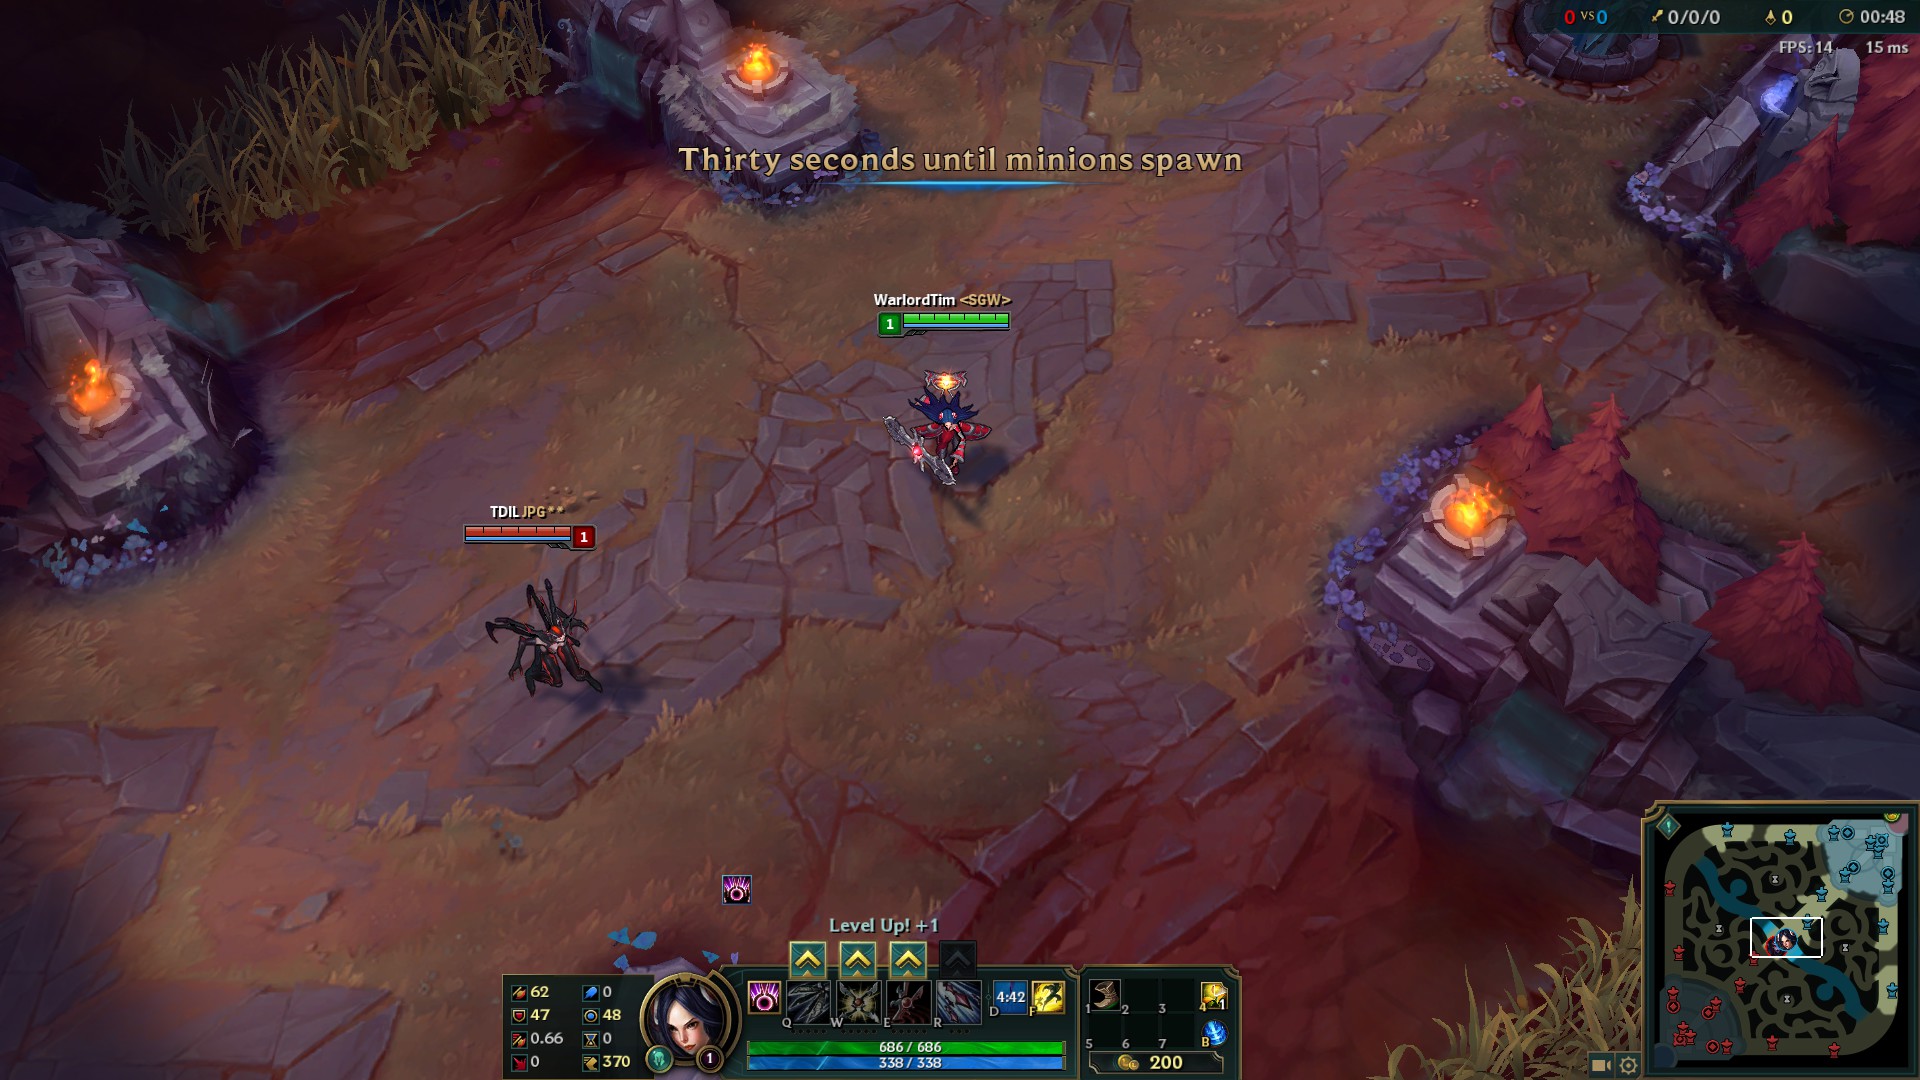 0 VS 0 0/0/0 0 00:48
FPS: 14 15 ms
Thirty seconds until minions spawn
WarlordTim <SGW>
1
TDILJPG**
1
Level Up! +1
62 0
47 48
0.66 0
0 370
1
Q W E R
4:42
D F
686 / 686
338 / 338
1 2 3 4 1
5 6 7 B
200